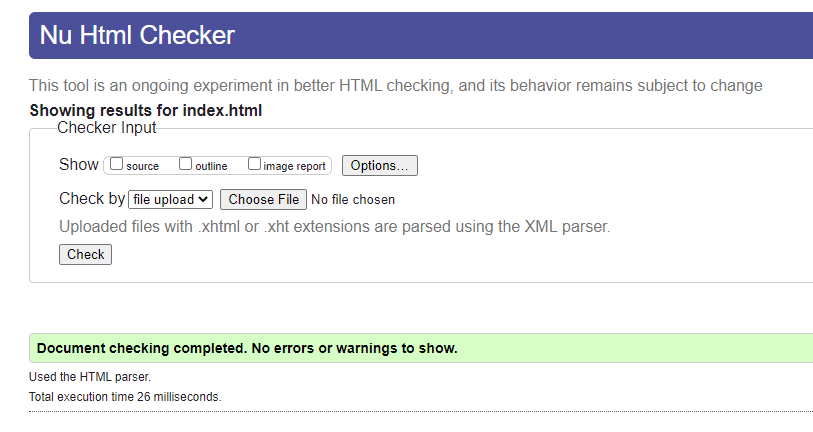 Nu Html Checker
This tool is an ongoing experiment in better HTML checking, and its behavior remains subject to change
Showing results for index.html
Checker Input
Show source outline image report Options...
Check by file upload Choose File No file chosen
Uploaded files with .xhtml or .xht extensions are parsed using the XML parser.
Check
Document checking completed. No errors or warnings to show.
Used the HTML parser.
Total execution time 26 milliseconds.